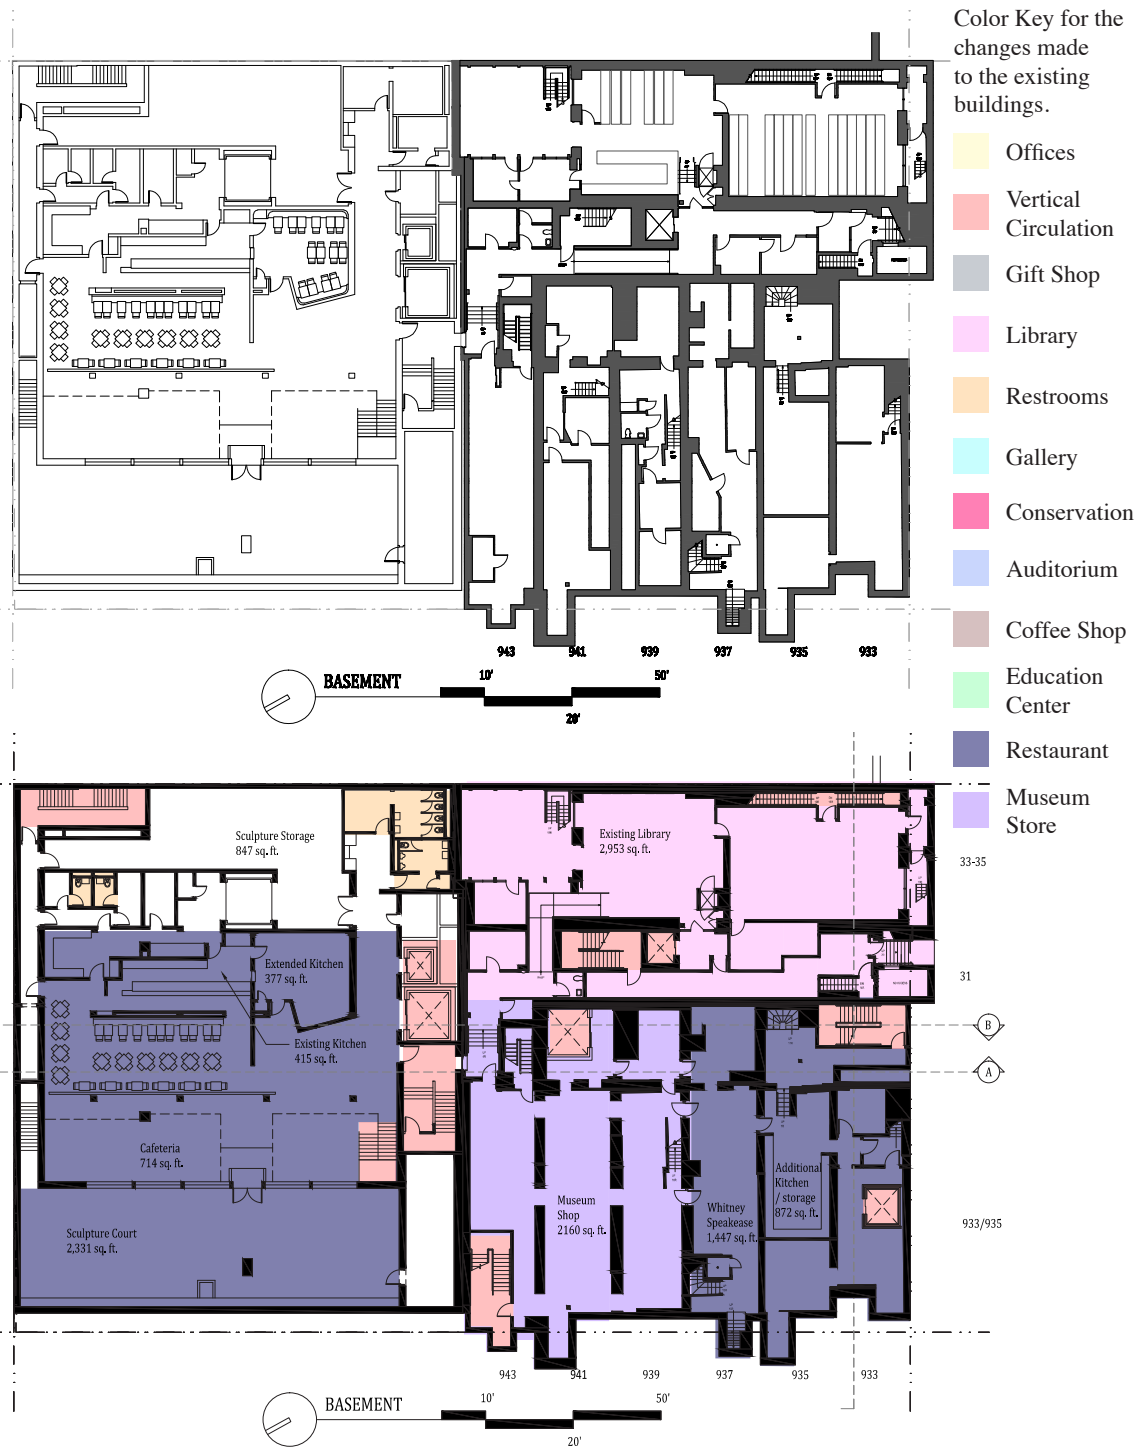 Color Key for the
changes made
to the existing
buildings.
Offices
Vertical
Circulation
Gift Shop
Library
Restrooms
Gallery
Conservation
Auditorium
Coffee Shop
Education
Center
Restaurant
Museum
Store
943
941
939
937
935
933
BASEMENT
10'
50'
20'
Sculpture Storage
847 sq. ft.
Existing Library
2,953 sq. ft.
33-35
Extended Kitchen
377 sq. ft.
31
Existing Kitchen
415 sq. ft.
B
A
Cafeteria
714 sq. ft.
Additional
Kitchen
/ storage
872 sq. ft.
Museum
Shop
2160 sq. ft.
Whitney
Speakease
1,447 sq. ft.
Sculpture Court
2,331 sq. ft.
933/935
943
941
939
937
935
933
BASEMENT
10'
50'
20'